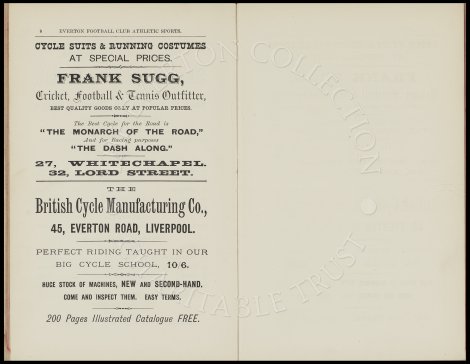 8 EVERTON FOOTBALL CLUB ATHLETIC SPORTS.
CYCLE SUITS & RUNNING COSTUMES
AT SPECIAL PRICES.
FRANK SUGG,
Cricket, Football & Tennis Outfitter,
BEST QUALITY GOODS ONLY AT POPULAR PRICES.
The Best Cycle for the Road is
"THE MONARCH OF THE ROAD,"
And for Racing purposes
"THE DASH ALONG."
27, WHITECHAPEL.
32, LORD STREET.
THE
British Cycle Manufacturing Co.,
45, EVERTON ROAD, LIVERPOOL.
PERFECT RIDING TAUGHT IN OUR
BIG CYCLE SCHOOL, 10/6.
HUGE STOCK OF MACHINES, NEW AND SECOND-HAND.
COME AND INSPECT THEM. EASY TERMS.
200 Pages Illustrated Catalogue FREE.
EVERTON COLLECTION
CHARITABLE TRUST